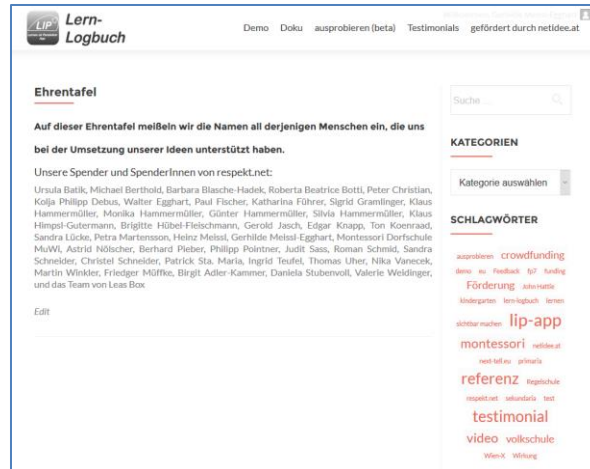 LIP
Lern-
Logbuch
Demo Doku ausprobieren (beta) Testimonials gefördert durch netidee.at
Ehrentafel
Auf dieser Ehrentafel meißeln wir die Namen all derjenigen Menschen ein, die uns
bei der Umsetzung unserer Ideen unterstützt haben.
Unsere Spender und SpenderInnen von respekt.net:
Ursula Batik, Michael Berthold, Barbara Blasche-Hadek, Roberta Beatrice Botti, Peter Christian,
Kolja Philipp Debus, Walter Egghart, Paul Fischer, Katharina Führer, Sigrid Gramlinger, Klaus
Hammermüller, Monika Hammermüller, Günter Hammermüller, Silvia Hammermüller, Klaus
Himpsl-Gutermann, Brigitte Hübel-Fleischmann, Gerold Jasch, Edgar Knapp, Ton Koenraad,
Sandra Lücke, Petra Martensson, Heinz Meissl, Gerhilde Meissl-Egghart, Montessori Dorfschule
MuWi, Astrid Nölscher, Berhard Pieber, Philipp Pointner, Judit Sass, Roman Schmid, Sandra
Schneider, Christel Schneider, Patrick Sta. Maria, Ingrid Teufel, Thomas Uher, Nika Vanecek,
Martin Winkler, Friedger Müffke, Birgit Adler-Kammer, Daniela Stubenvoll, Valerie Weidinger,
und das Team von Leas Box
Edit
Suche ...
KATEGORIEN
Kategorie auswählen
SCHLAGWÖRTER
ausprobieren crowdfunding
demo eu Feedback fp7 funding
Förderung John Hattie
kindergarten lern-logbuch lernen
sichtbar machen lip-app
montessori netidee.at
next-tell.eu primaria
referenz Regelschule
respekt.net sekundaria test
testimonial
video volkschule
Wien-X Wirkung